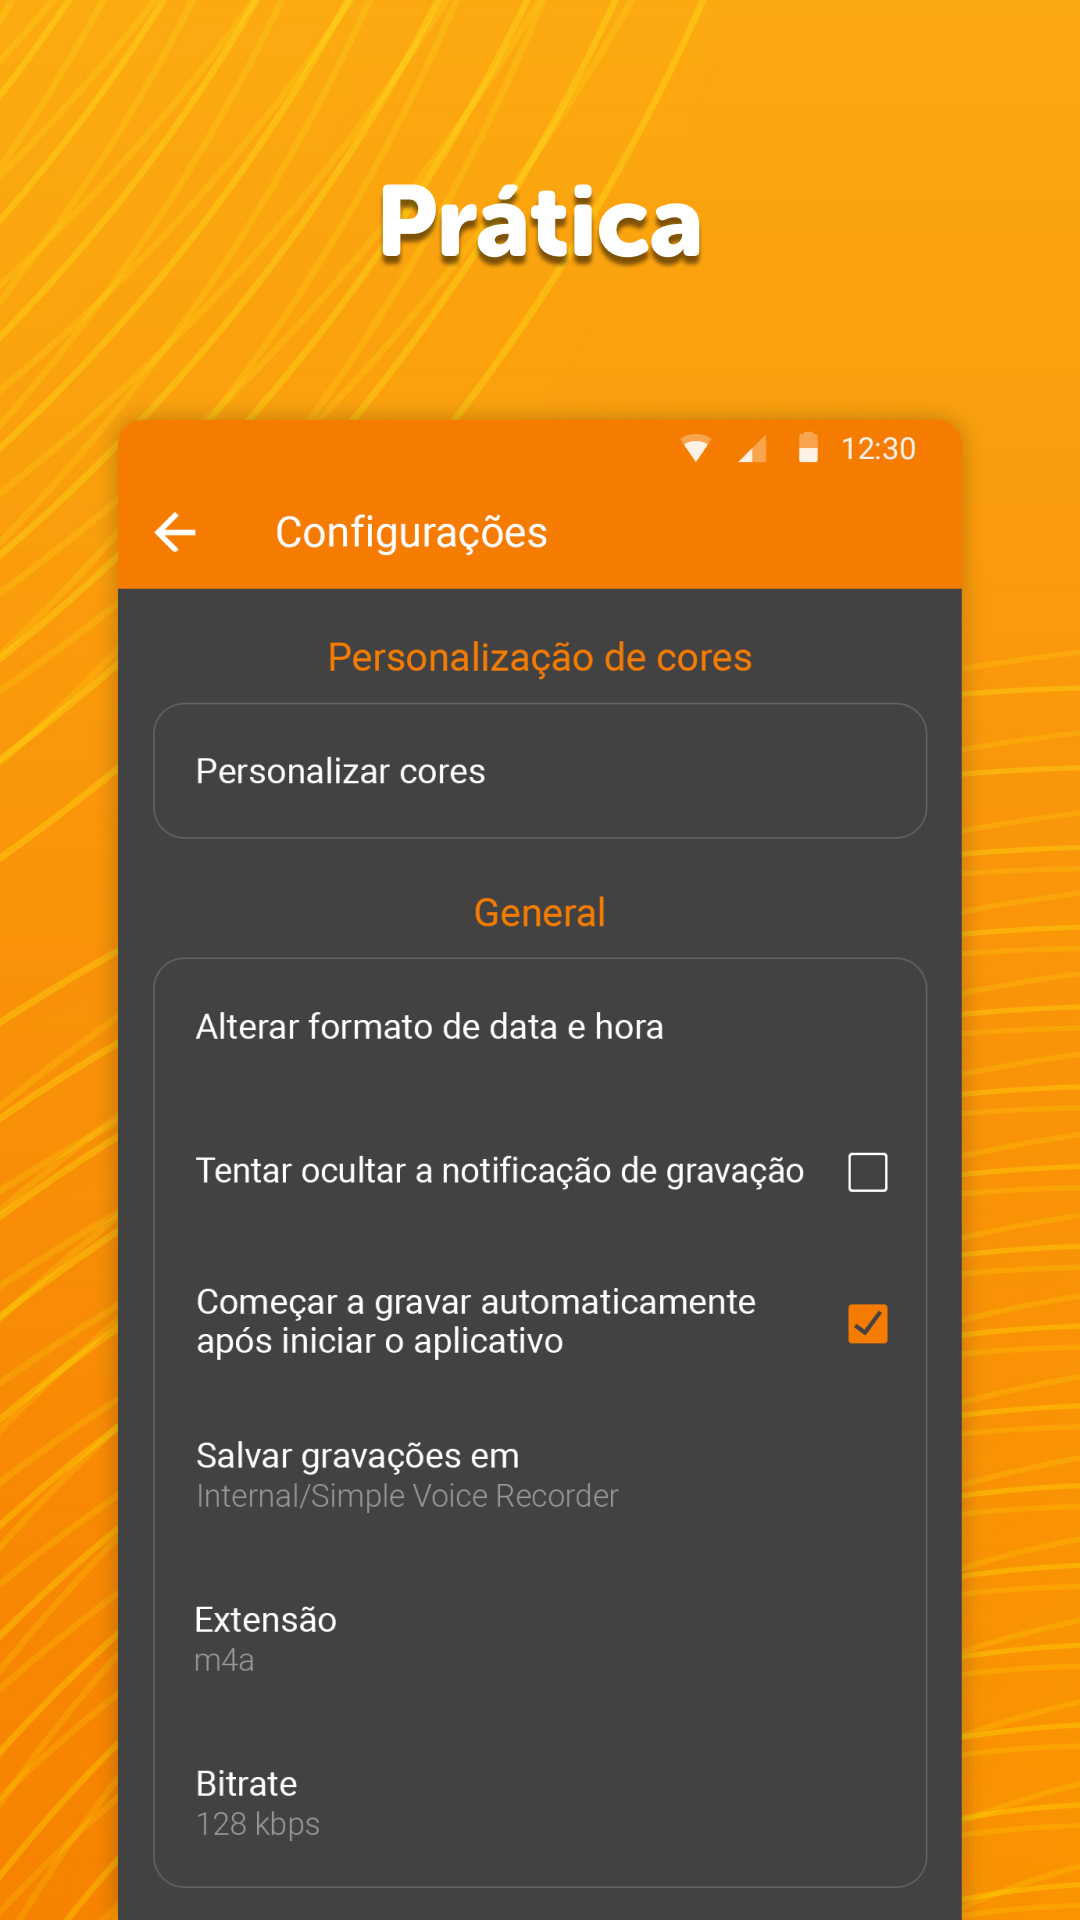 Prática
12:30
Configurações
Personalização de cores
Personalizar cores
General
Alterar formato de data e hora
Tentar ocultar a notificação de gravação
Começar a gravar automaticamente
após iniciar o aplicativo
Salvar gravações em
Internal/Simple Voice Recorder
Extensão
m4a
Bitrate
128 kbps